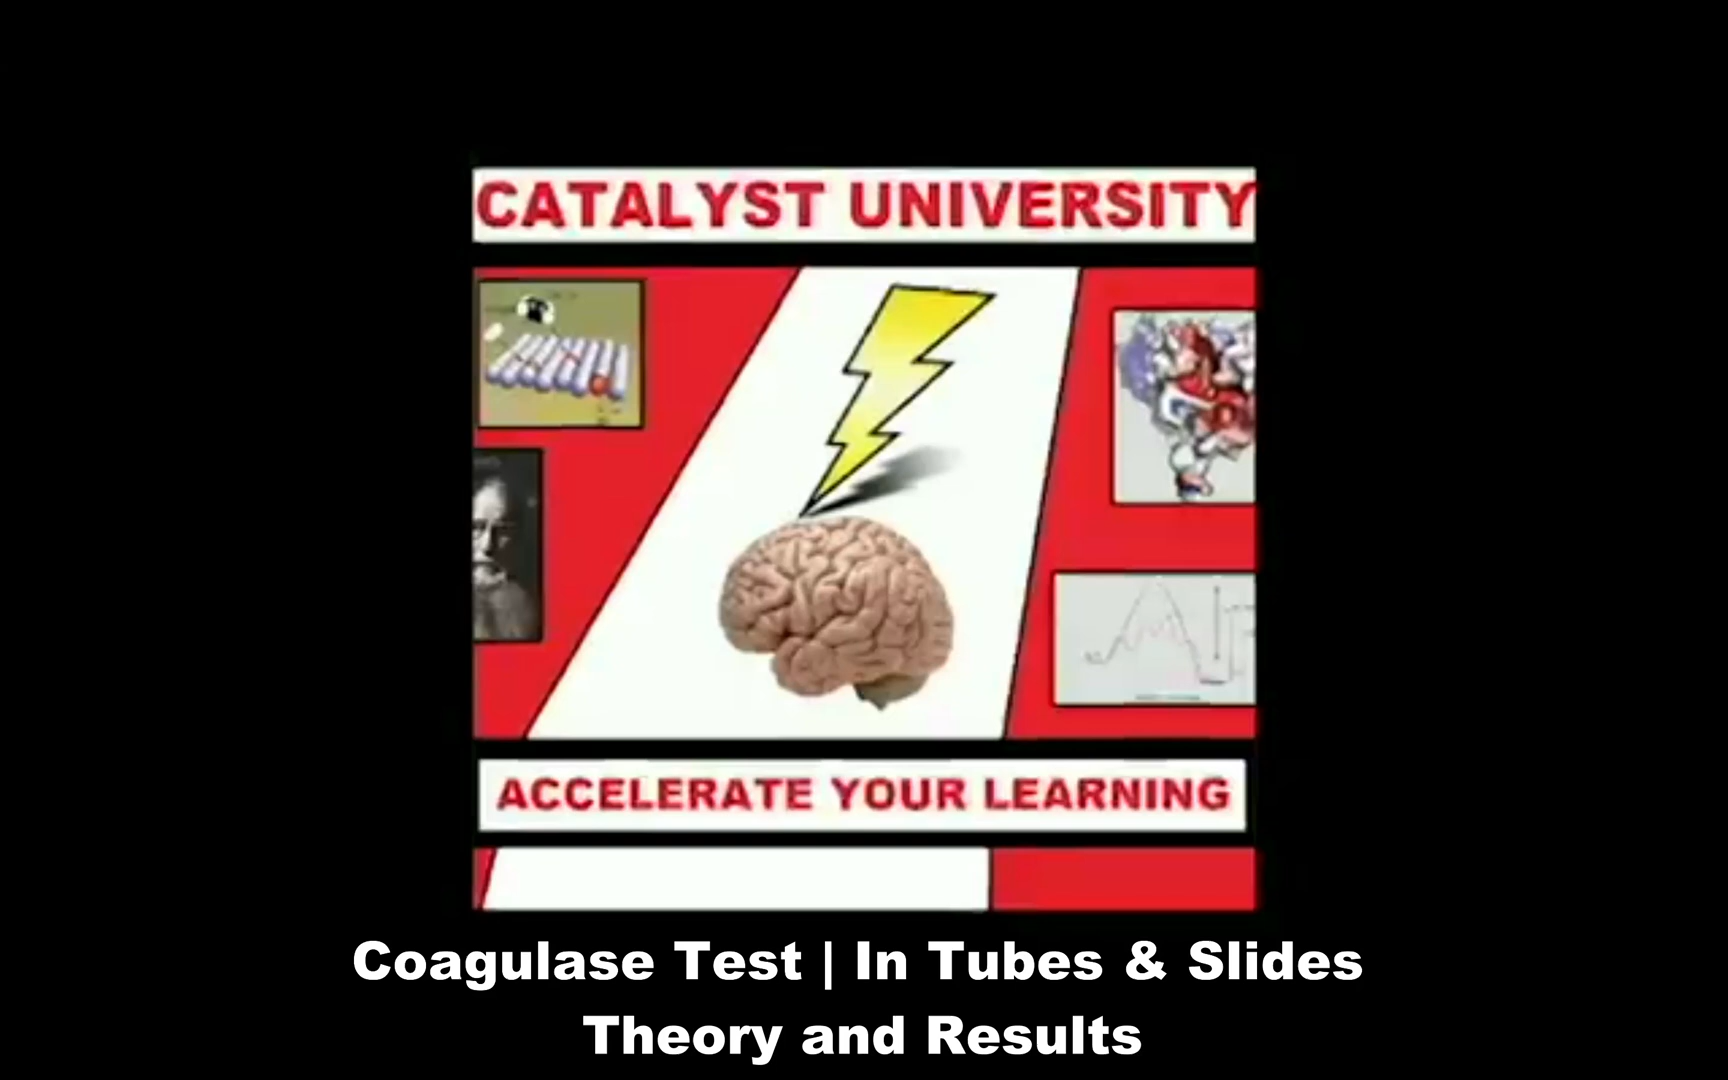 CATALYST UNIVERSITY
ACCELERATE YOUR LEARNING
Coagulase Test | In Tubes & Slides
Theory and Results